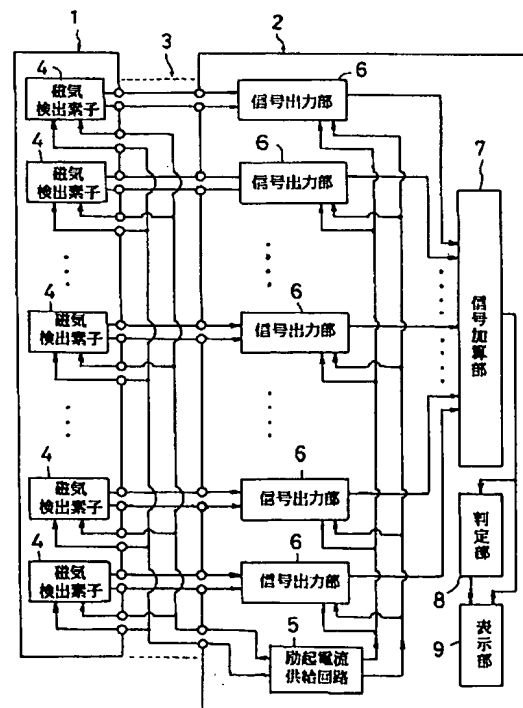 1
3
2
4
磁気
検出素子
6
信号出力部
4
磁気
検出素子
6
信号出力部
7
信号加算部
4
磁気
検出素子
6
信号出力部
4
磁気
検出素子
6
信号出力部
判定部
8
4
磁気
検出素子
6
信号出力部
5
励起電流
供給回路
表示部
9